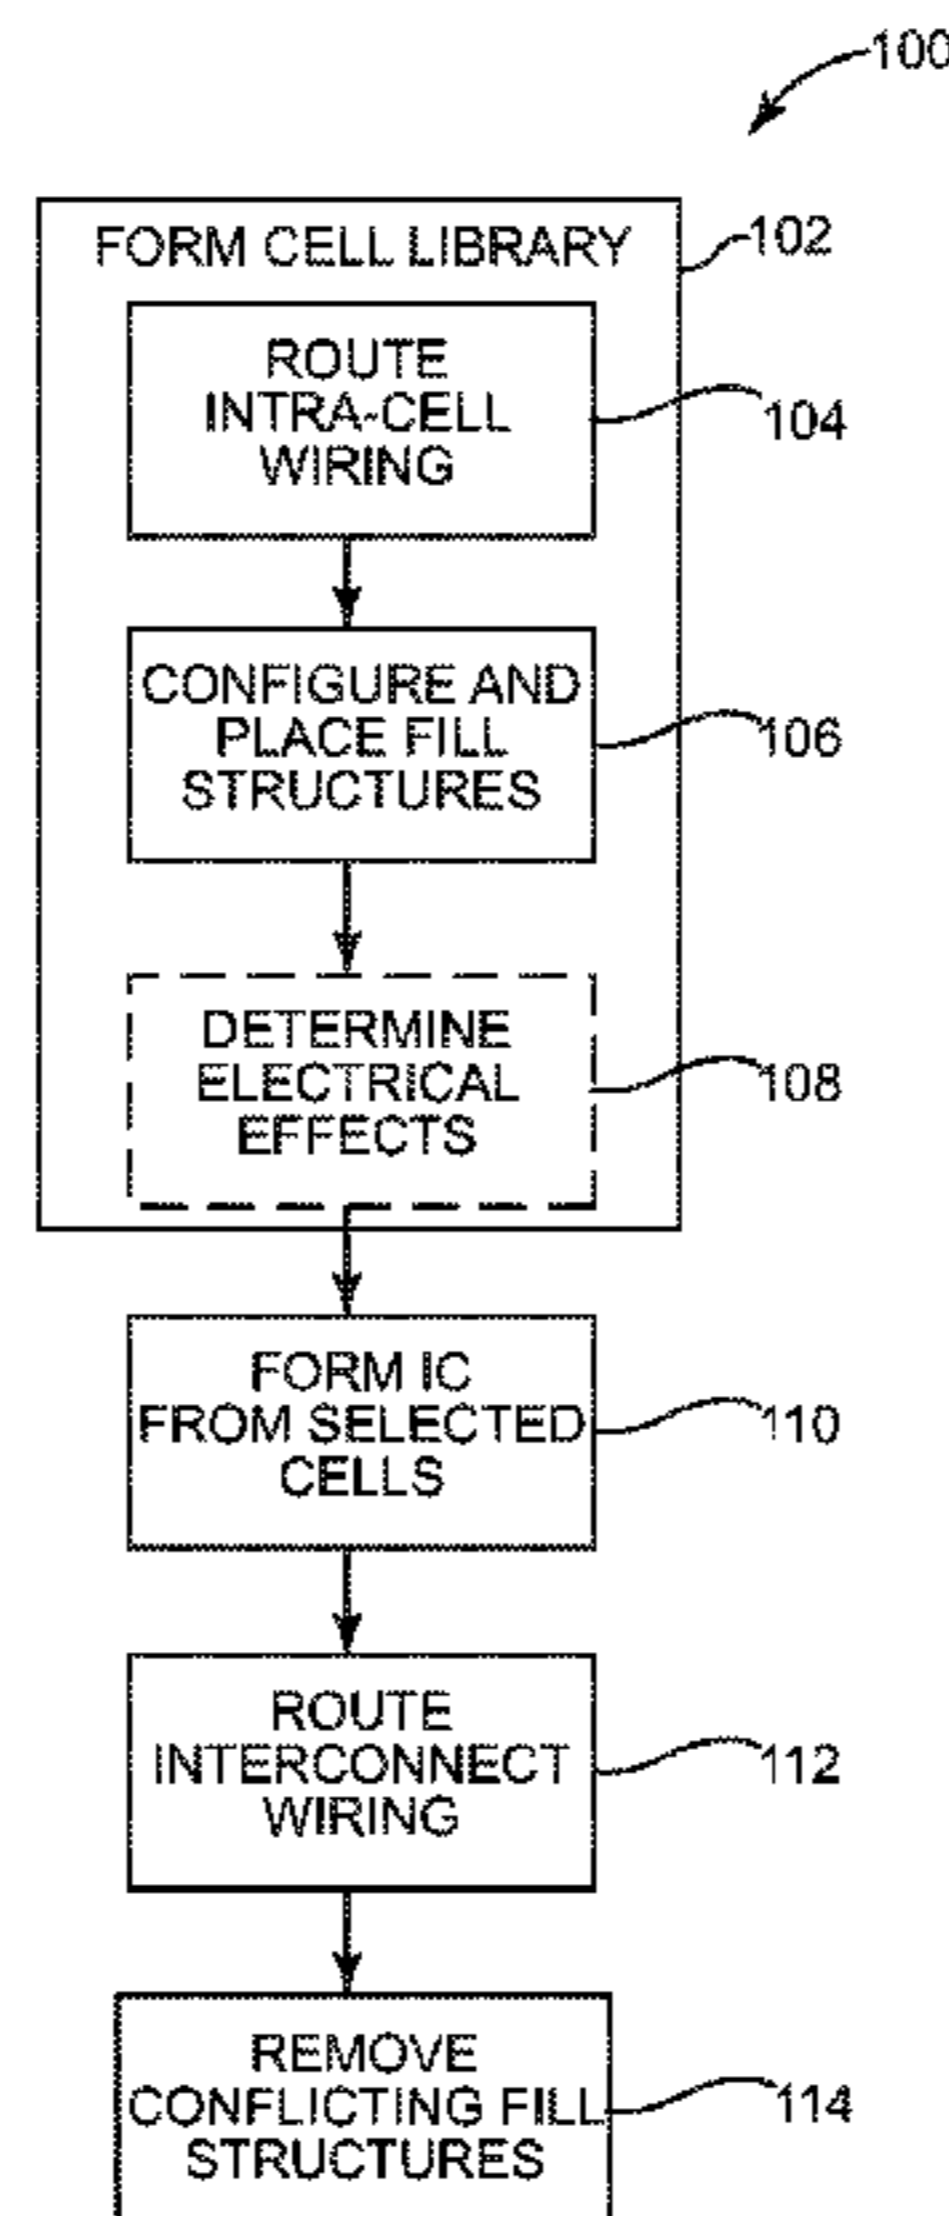 100
FORM CELL LIBRARY
102
ROUTE
INTRA-CELL
WIRING
104
CONFIGURE AND
PLACE FILL
STRUCTURES
106
DETERMINE
ELECTRICAL
EFFECTS
108
FORM IC
FROM SELECTED
CELLS
110
ROUTE
INTERCONNECT
WIRING
112
REMOVE
CONFLICTING FILL
STRUCTURES
114